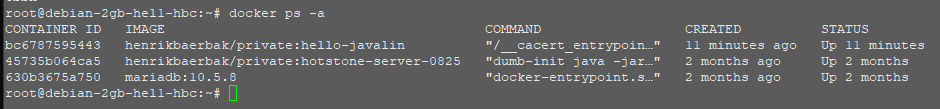 root@debian-2gb-hel1-hbc:~# docker ps -a
CONTAINER ID   IMAGE                                   COMMAND                  CREATED          STATUS
bc6787595443   henrikbaerbak/private:hello-javalin     "/__cacert_entrypoin…"   11 minutes ago   Up 11 minutes
45735b064ca5   henrikbaerbak/private:hotstone-server-0825   "dumb-init java -jar…"   2 months ago     Up 2 months
630b3675a750   mariadb:10.5.8                          "docker-entrypoint.s…"   2 months ago     Up 2 months
root@debian-2gb-hel1-hbc:~#